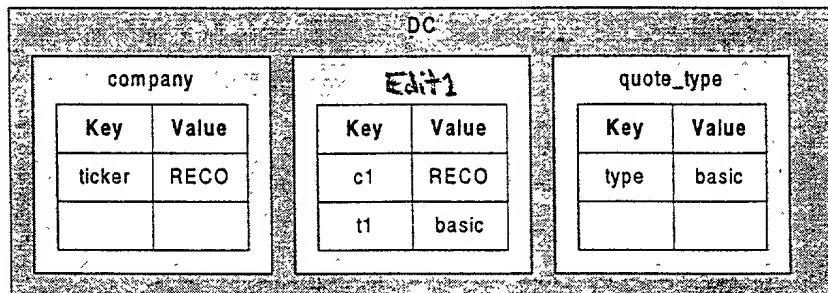 DC
company Edit1 quote_type
Key Value Key Value Key Value
ticker RECO c1 RECO type basic
t1 basic